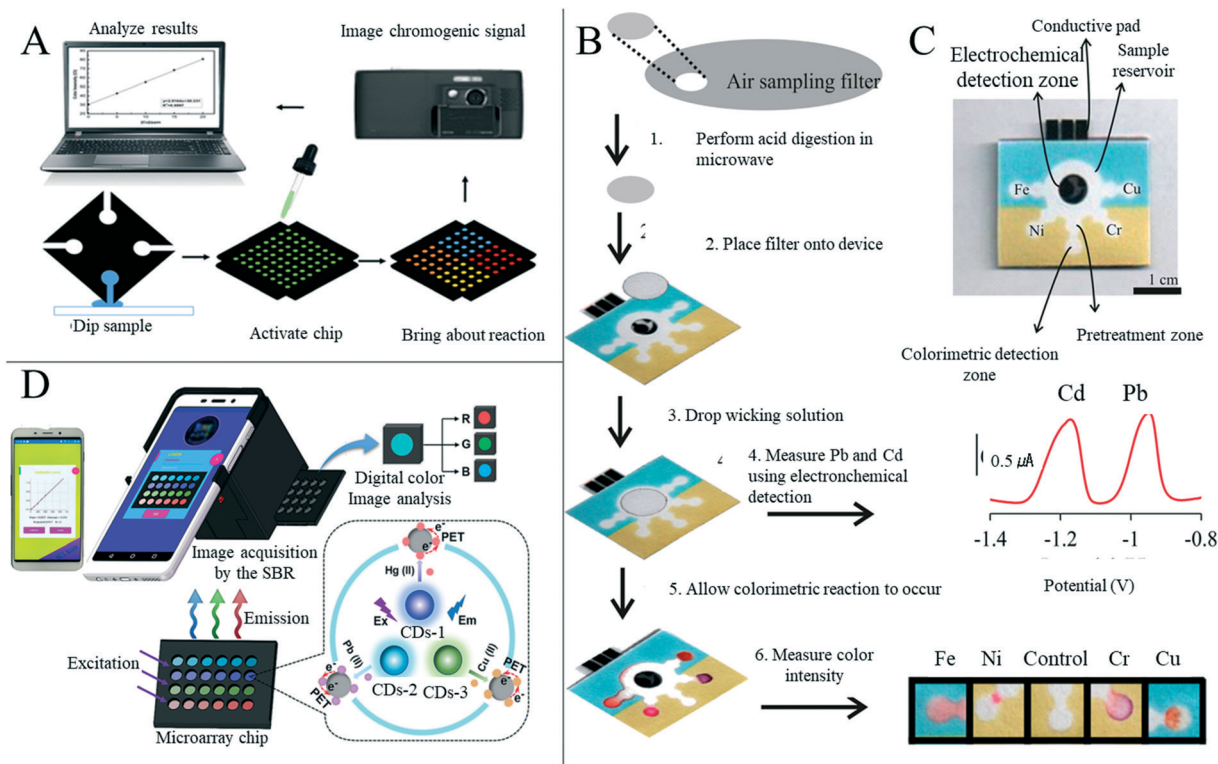 A
Analyze results
Image chromogenic signal
Dip sample
Activate chip
Bring about reaction
B
Air sampling filter
1. Perform acid digestion in
microwave
2. Place filter onto device
3. Drop wicking solution
4. Measure Pb and Cd
using electronchemical
detection
5. Allow colorimetric reaction to occur
6. Measure color
intensity
C
Conductive pad
Electrochemical
detection zone
Sample
reservoir
Fe
Cu
Ni
Cr
1 cm
Pretreatment zone
Colorimetric detection
zone
Cd
Pb
0.5 µA
-1.4
-1.2
-1
-0.8
Potential (V)
Fe
Ni
Control
Cr
Cu
D
R
G
B
Digital color
Image analysis
Image acquisition
by the SBR
Emission
Excitation
Microarray chip
e⁻
e⁻
PET
Hg (II)
Ex
Em
CDs-1
Pb (II)
Cu (II)
e⁻
e⁻
PET
CDs-2
CDs-3
PET
e⁻
e⁻